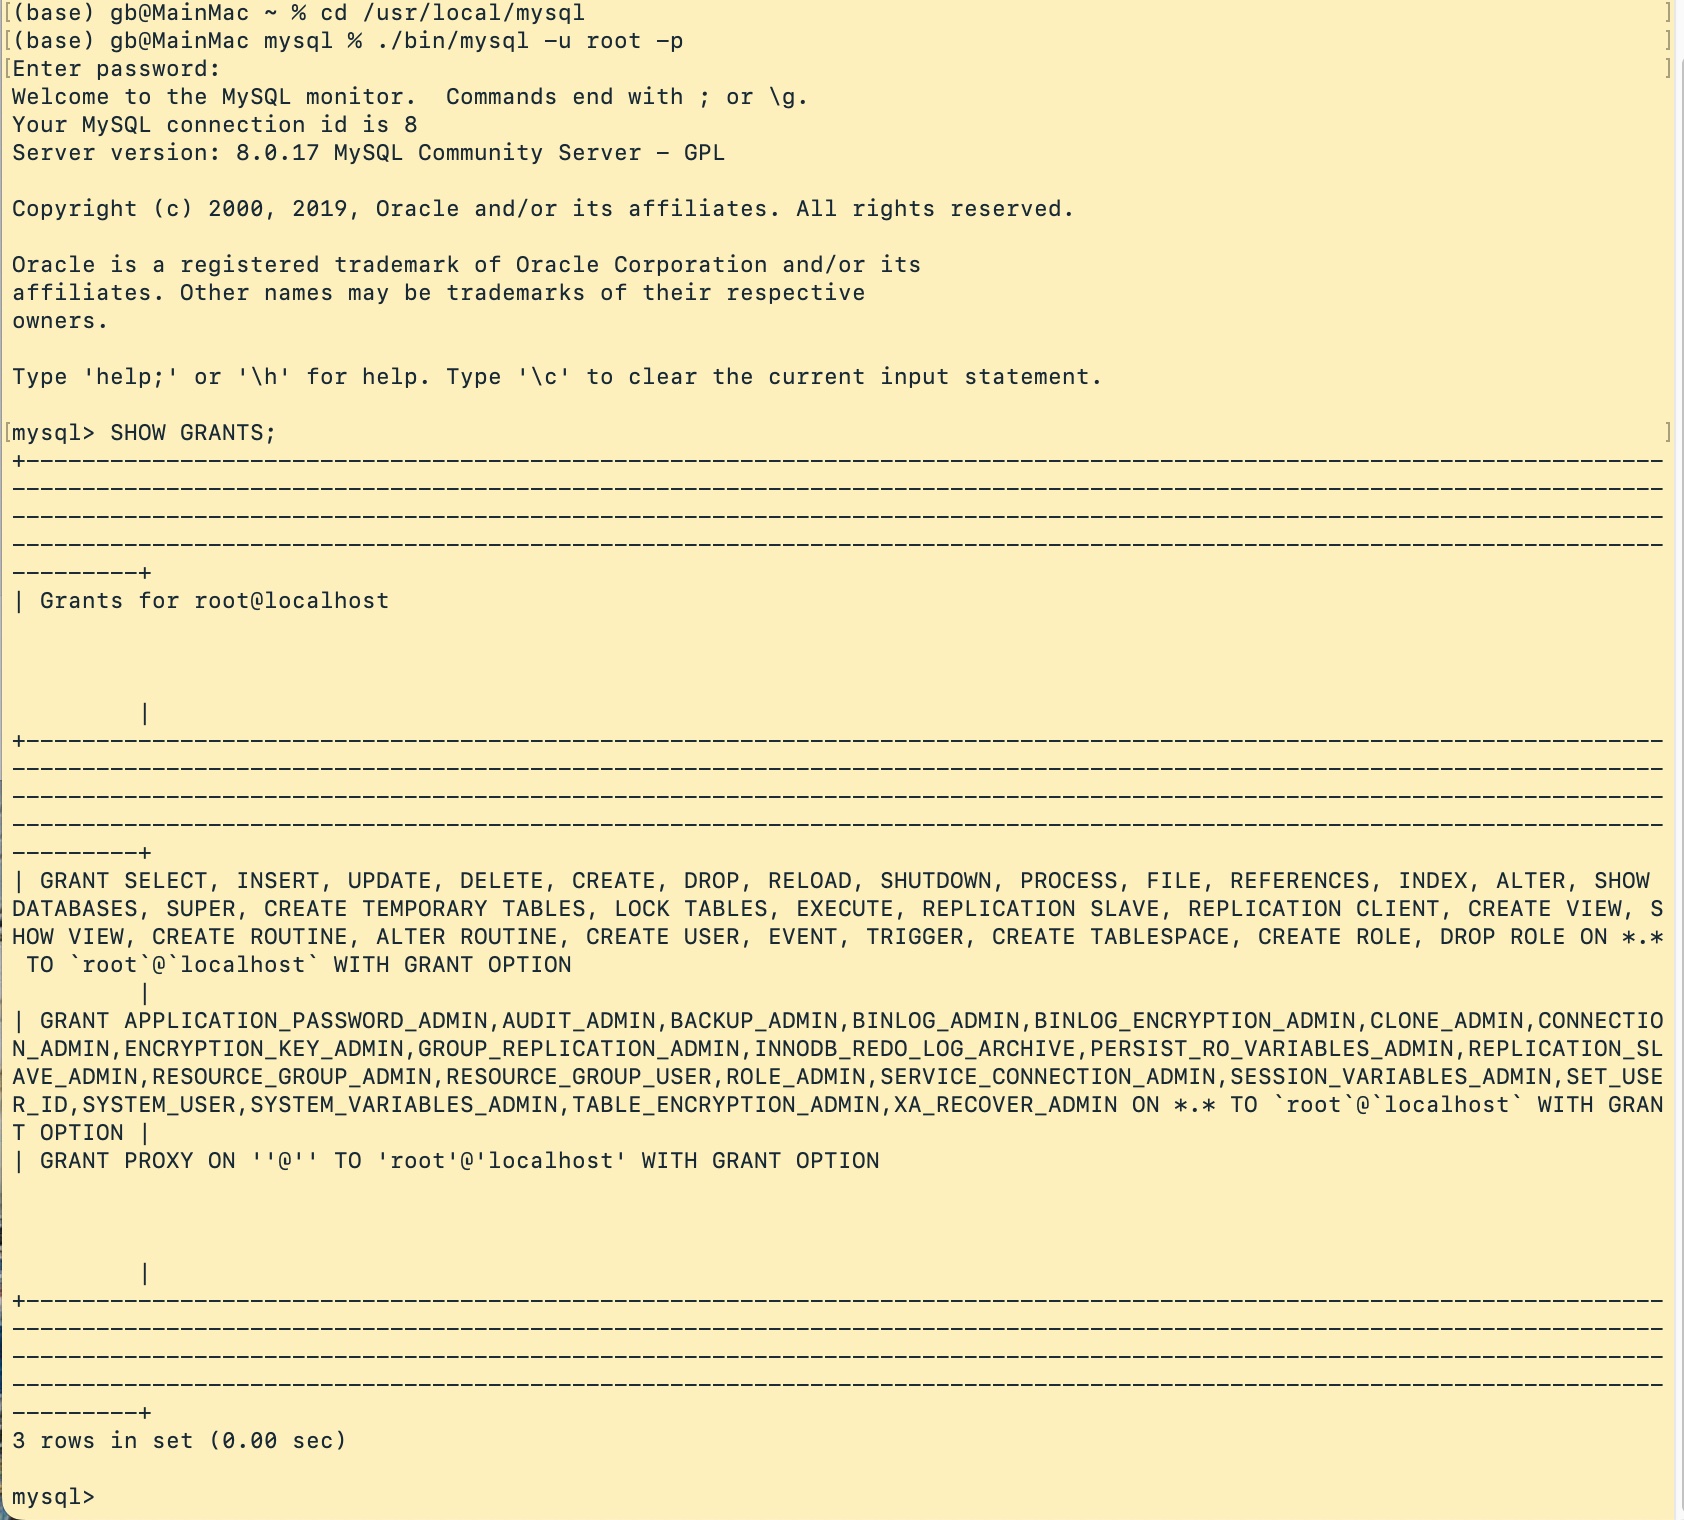 [(base) gb@MainMac ~ % cd /usr/local/mysql ]
[(base) gb@MainMac mysql % ./bin/mysql -u root -p ]
[Enter password: ]
Welcome to the MySQL monitor.  Commands end with ; or \g.
Your MySQL connection id is 8
Server version: 8.0.17 MySQL Community Server - GPL

Copyright (c) 2000, 2019, Oracle and/or its affiliates. All rights reserved.

Oracle is a registered trademark of Oracle Corporation and/or its
affiliates. Other names may be trademarks of their respective
owners.

Type 'help;' or '\h' for help. Type '\c' to clear the current input statement.

[mysql> SHOW GRANTS; ]
+---------------------------------------------------------------------------------------------------------------------
----------------------------------------------------------------------------------------------------------------------
----------------------------------------------------------------------------------------------------------------------
----------------------------------------------------------------------------------------------------------------------
---------+
| Grants for root@localhost
         |
+---------------------------------------------------------------------------------------------------------------------
----------------------------------------------------------------------------------------------------------------------
----------------------------------------------------------------------------------------------------------------------
----------------------------------------------------------------------------------------------------------------------
---------+
| GRANT SELECT, INSERT, UPDATE, DELETE, CREATE, DROP, RELOAD, SHUTDOWN, PROCESS, FILE, REFERENCES, INDEX, ALTER, SHOW
DATABASES, SUPER, CREATE TEMPORARY TABLES, LOCK TABLES, EXECUTE, REPLICATION SLAVE, REPLICATION CLIENT, CREATE VIEW, S
HOW VIEW, CREATE ROUTINE, ALTER ROUTINE, CREATE USER, EVENT, TRIGGER, CREATE TABLESPACE, CREATE ROLE, DROP ROLE ON *.*
 TO `root`@`localhost` WITH GRANT OPTION
         |
| GRANT APPLICATION_PASSWORD_ADMIN,AUDIT_ADMIN,BACKUP_ADMIN,BINLOG_ADMIN,BINLOG_ENCRYPTION_ADMIN,CLONE_ADMIN,CONNECTIO
N_ADMIN,ENCRYPTION_KEY_ADMIN,GROUP_REPLICATION_ADMIN,INNODB_REDO_LOG_ARCHIVE,PERSIST_RO_VARIABLES_ADMIN,REPLICATION_SL
AVE_ADMIN,RESOURCE_GROUP_ADMIN,RESOURCE_GROUP_USER,ROLE_ADMIN,SERVICE_CONNECTION_ADMIN,SESSION_VARIABLES_ADMIN,SET_USE
R_ID,SYSTEM_USER,SYSTEM_VARIABLES_ADMIN,TABLE_ENCRYPTION_ADMIN,XA_RECOVER_ADMIN ON *.* TO `root`@`localhost` WITH GRAN
T OPTION |
| GRANT PROXY ON ''@'' TO 'root'@'localhost' WITH GRANT OPTION
         |
+---------------------------------------------------------------------------------------------------------------------
----------------------------------------------------------------------------------------------------------------------
----------------------------------------------------------------------------------------------------------------------
----------------------------------------------------------------------------------------------------------------------
---------+
3 rows in set (0.00 sec)

mysql>